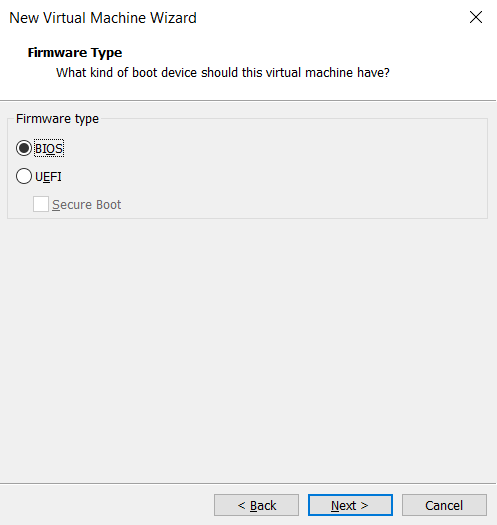 New Virtual Machine Wizard
Firmware Type
What kind of boot device should this virtual machine have?
Firmware type
BIOS
UEFI
Secure Boot
< Back
Next >
Cancel